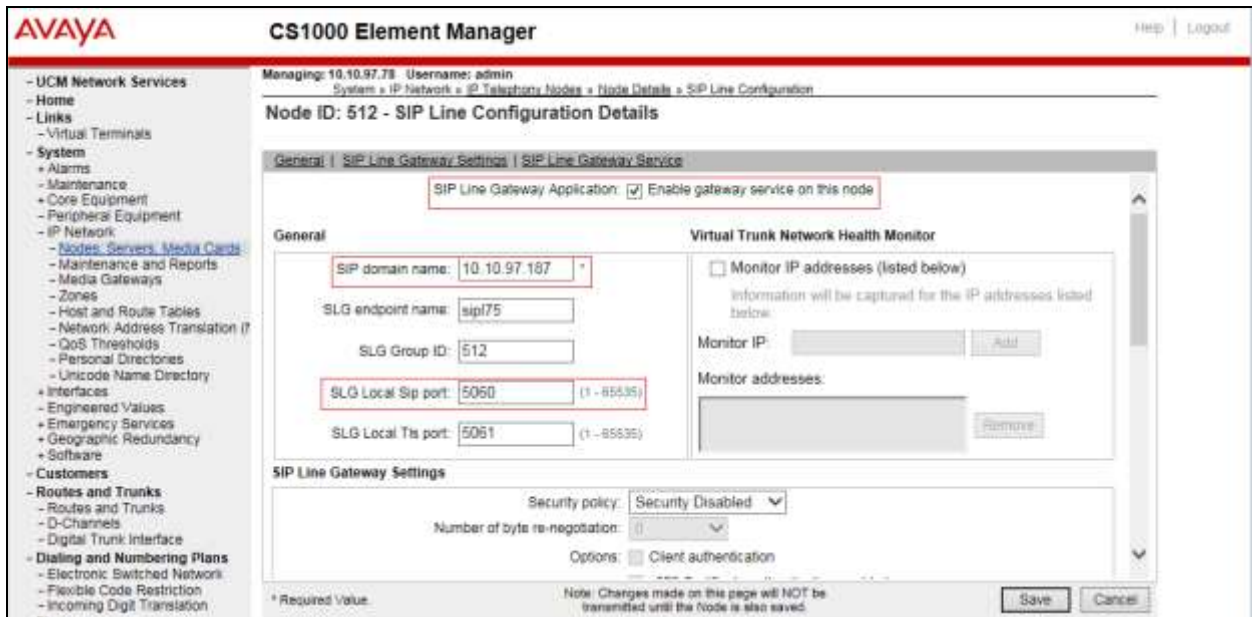 AVAYA
CS1000 Element Manager
Help | Logout
- UCM Network Services
- Home
- Links
- Virtual Terminals
- System
+ Alarms
- Maintenance
+ Core Equipment
- Peripheral Equipment
- IP Network
- Nodes, Servers, Media Cards
- Maintenance and Reports
- Media Gateways
- Zones
- Host and Route Tables
- Network Address Translation (N
- QoS Thresholds
- Personal Directories
- Unicode Name Directory
+ Interfaces
- Engineered Values
+ Emergency Services
+ Geographic Redundancy
+ Software
- Customers
- Routes and Trunks
- Routes and Trunks
- D-Channels
- Digital Trunk Interface
- Dialing and Numbering Plans
- Electronic Switched Network
- Flexible Code Restriction
- Incoming Digit Translation
Managing: 10.10.97.78 Username: admin
System » IP Network » IP Telephony Nodes » Node Details » SIP Line Configuration
Node ID: 512 - SIP Line Configuration Details
General | SIP Line Gateway Settings | SIP Line Gateway Service
SIP Line Gateway Application: Enable gateway service on this node
General
SIP domain name: 10.10.97.187 *
SLG endpoint name: sipl75
SLG Group ID: 512
SLG Local Sip port: 5060 (1 - 65535)
SLG Local Tls port: 5061 (1 - 65535)
Virtual Trunk Network Health Monitor
Monitor IP addresses (listed below)
Information will be captured for the IP addresses listed
below.
Monitor IP: Add
Monitor addresses:
Remove
SIP Line Gateway Settings
Security policy: Security Disabled
Number of byte re-negotiation: 0
Options: Client authentication
* Required Value.
Note: Changes made on this page will NOT be
transmitted until the Node is also saved.
Save Cancel